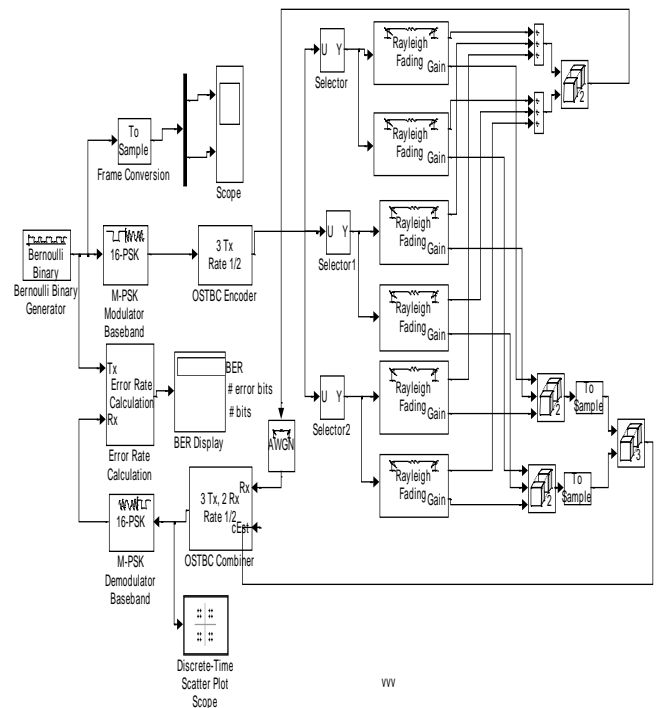 U Y
Selector
Rayleigh
Fading
Gain
+
+
+
2
To
Sample
Frame Conversion
Scope
Rayleigh
Fading
Gain
+
+
+
Bernoulli
Binary
Bernoulli Binary
Generator
16-PSK
M-PSK
Modulator
Baseband
3 Tx
Rate 1/2
OSTBC Encoder
U Y
Selector1
Rayleigh
Fading
Gain
Rayleigh
Fading
Gain
Tx
Error Rate
Calculation
Rx
Error Rate
Calculation
BER
# error bits
# bits
BER Display
U Y
Selector2
Rayleigh
Fading
Gain
2
To
Sample
AWGN
3
Rayleigh
Fading
Gain
2
To
Sample
16-PSK
M-PSK
Demodulator
Baseband
Rx
3 Tx, 2 Rx
Rate 1/2
cEst
OSTBC Combiner
Discrete-Time
Scatter Plot
Scope
vvv